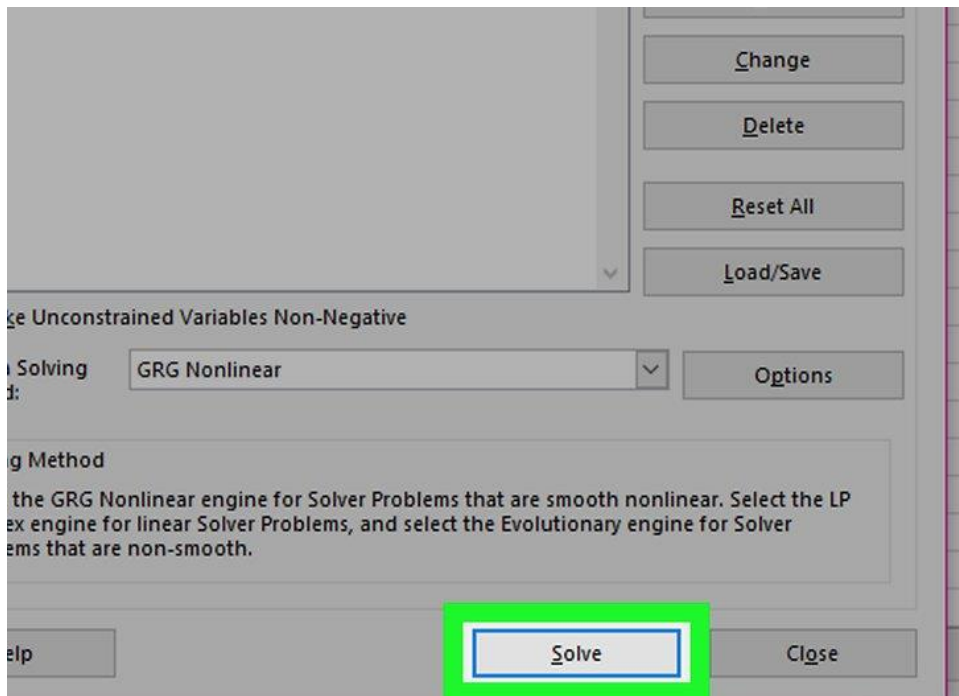 Change
Delete
Reset All
Load/Save
ke Unconstrained Variables Non-Negative
Solving
d:
GRG Nonlinear
Options
g Method
the GRG Nonlinear engine for Solver Problems that are smooth nonlinear. Select the LP
ex engine for linear Solver Problems, and select the Evolutionary engine for Solver
ems that are non-smooth.
elp
Solve
Close